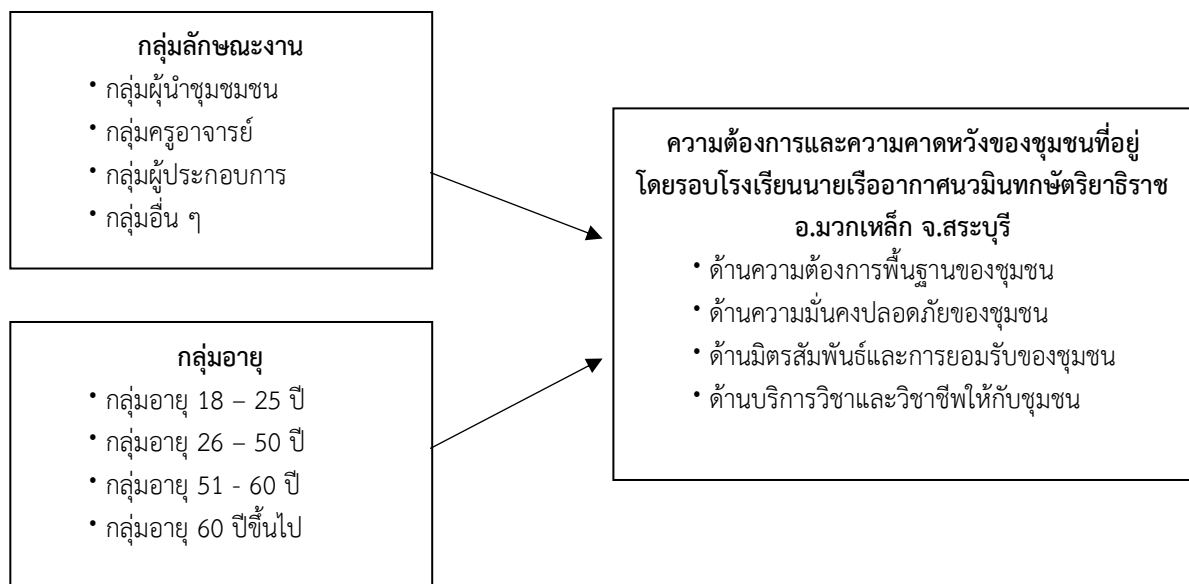 กลุ่มลักษณะงาน
• กลุ่มผุ้นำชุมชมชน
• กลุ่มครูอาจารย์
• กลุ่มผู้ประกอบการ
• กลุ่มอื่น ๆ
กลุ่มอายุ
• กลุ่มอายุ 18 – 25 ปี
• กลุ่มอายุ 26 – 50 ปี
• กลุ่มอายุ 51 - 60 ปี
• กลุ่มอายุ 60 ปีขึ้นไป
ความต้องการและความคาดหวังของชุมชนที่อยู่
โดยรอบโรงเรียนนายเรืออากาศนวมินทกษัตริยาธิราช
อ.มวกเหล็ก จ.สระบุรี
• ด้านความต้องการพื้นฐานของชุมชน
• ด้านความมั่นคงปลอดภัยของชุมชน
• ด้านมิตรสัมพันธ์และการยอมรับของชุมชน
• ด้านบริการวิชาและวิชาชีพให้กับชุมชน